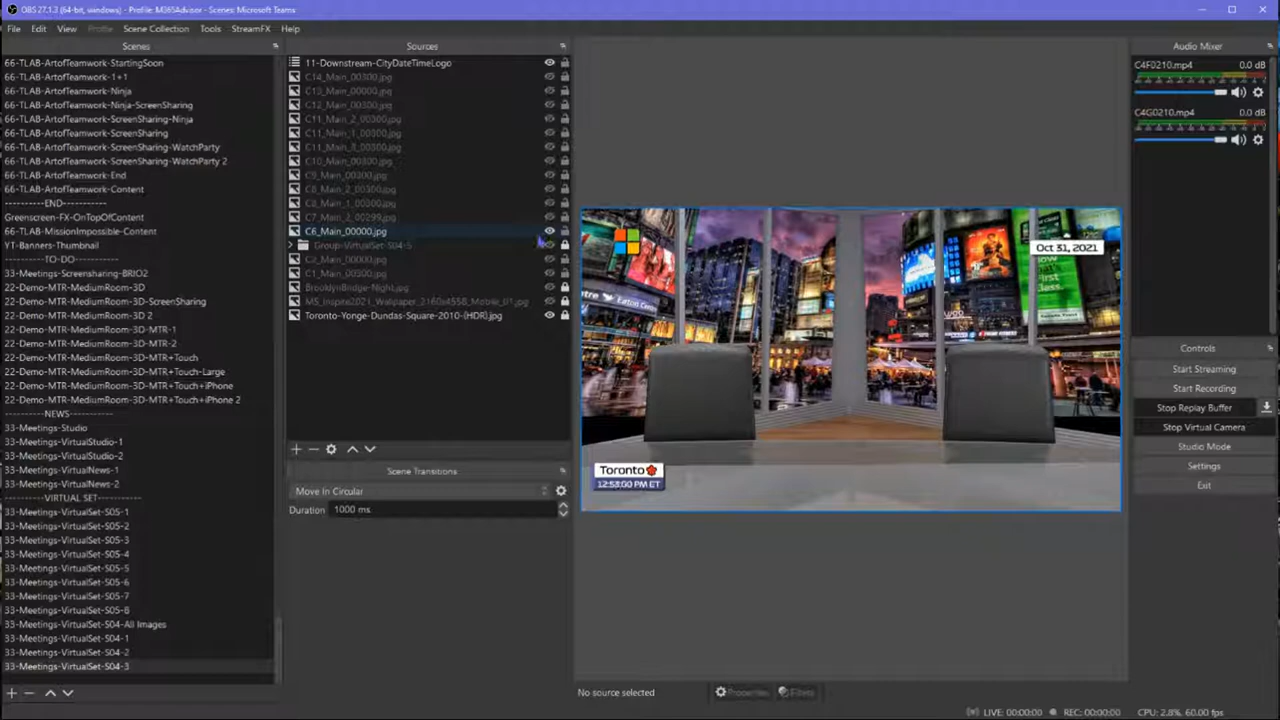 OBS 27.1.3 (64-bit, windows) - Profile: M365Advisor - Scenes: Microsoft Teams
File Edit View Profile Scene Collection Tools StreamFX Help
Scenes
66-TLAB-ArtofTeamwork-StartingSoon
66-TLAB-ArtofTeamwork-1+1
66-TLAB-ArtofTeamwork-Ninja
66-TLAB-ArtofTeamwork-Ninja-ScreenSharing
66-TLAB-ArtofTeamwork-ScreenSharing-Ninja
66-TLAB-ArtofTeamwork-ScreenSharing
66-TLAB-ArtofTeamwork-ScreenSharing-WatchParty
66-TLAB-ArtofTeamwork-ScreenSharing-WatchParty 2
66-TLAB-ArtofTeamwork-End
66-TLAB-ArtofTeamwork-Content
----------END----------
Greenscreen-FX-OnTopOfContent
66-TLAB-MissionImpossible-Content
YT-Banners-Thumbnail
----------TO-DO----------
33-Meetings-Screensharing-BRIO2
22-Demo-MTR-MediumRoom-3D
22-Demo-MTR-MediumRoom-3D-ScreenSharing
22-Demo-MTR-MediumRoom-3D 2
22-Demo-MTR-MediumRoom-3D-MTR-1
22-Demo-MTR-MediumRoom-3D-MTR-2
22-Demo-MTR-MediumRoom-3D-MTR+Touch
22-Demo-MTR-MediumRoom-3D-MTR+Touch-Large
22-Demo-MTR-MediumRoom-3D-MTR+Touch+iPhone
22-Demo-MTR-MediumRoom-3D-MTR+Touch+iPhone 2
----------NEWS----------
33-Meetings-Studio
33-Meetings-VirtualStudio-1
33-Meetings-VirtualStudio-2
33-Meetings-VirtualNews-1
33-Meetings-VirtualNews-2
----------VIRTUAL SET----------
33-Meetings-VirtualSet-S05-1
33-Meetings-VirtualSet-S05-2
33-Meetings-VirtualSet-S05-3
33-Meetings-VirtualSet-S05-4
33-Meetings-VirtualSet-S05-5
33-Meetings-VirtualSet-S05-6
33-Meetings-VirtualSet-S05-7
33-Meetings-VirtualSet-S05-8
33-Meetings-VirtualSet-S04-All Images
33-Meetings-VirtualSet-S04-1
33-Meetings-VirtualSet-S04-2
33-Meetings-VirtualSet-S04-3
Sources
11-Downstream-CityDateTimeLogo
C14_Main_00300.jpg
C13_Main_00000.jpg
C12_Main_00300.jpg
C11_Main_2_00300.jpg
C11_Main_1_00300.jpg
C11_Main_3_00300.jpg
C10_Main_00300.jpg
C9_Main_00300.jpg
C8_Main_2_00300.jpg
C8_Main_1_00300.jpg
C7_Main_2_00299.jpg
C6_Main_00000.jpg
Group-VirtualSet-S04-5
C2_Main_00000.jpg
C1_Main_00300.jpg
BrooklynBridge-Night.jpg
MS_Inspire2021_Wallpaper_2160x4558_Mobile_01.jpg
Toronto-Yonge-Dundas-Square-2010-(HDR).jpg
Scene Transitions
Move In Circular
Duration 1000 ms
Oct 31, 2021
Eaton Centre
Toronto
12:53:00 PM ET
No source selected
Properties Filters
Audio Mixer
C4F0210.mp4 0.0 dB
C4G0210.mp4 0.0 dB
Controls
Start Streaming
Start Recording
Stop Replay Buffer
Stop Virtual Camera
Studio Mode
Settings
Exit
LIVE: 00:00:00 REC: 00:00:00 CPU: 2.8%, 60.00 fps